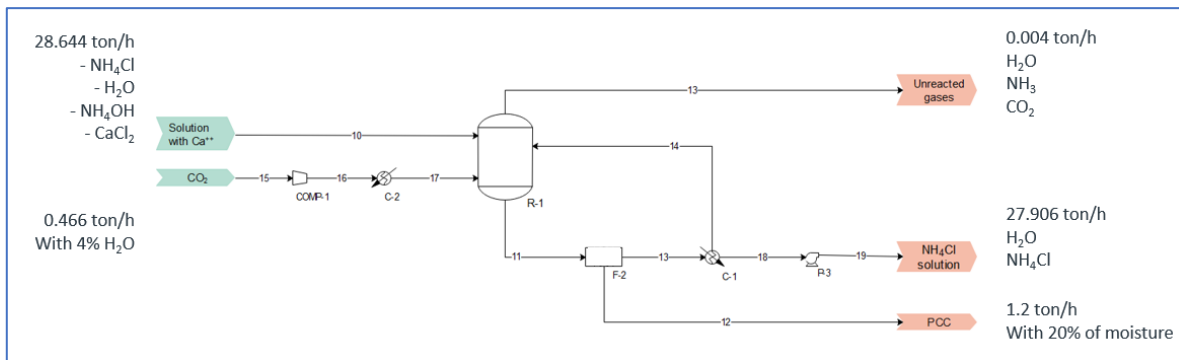 28.644 ton/h
- NH₄Cl
- H₂O
- NH₄OH
- CaCl₂
Solution
with Ca⁺⁺
10
CO₂
15
COMP-1
16
C-2
17
0.466 ton/h
With 4% H₂O
R-1
13
Unreacted
gases
0.004 ton/h
H₂O
NH₃
CO₂
14
11
F-2
13
C-1
18
P-3
19
NH₄Cl
solution
27.906 ton/h
H₂O
NH₄Cl
12
PCC
1.2 ton/h
With 20% of moisture